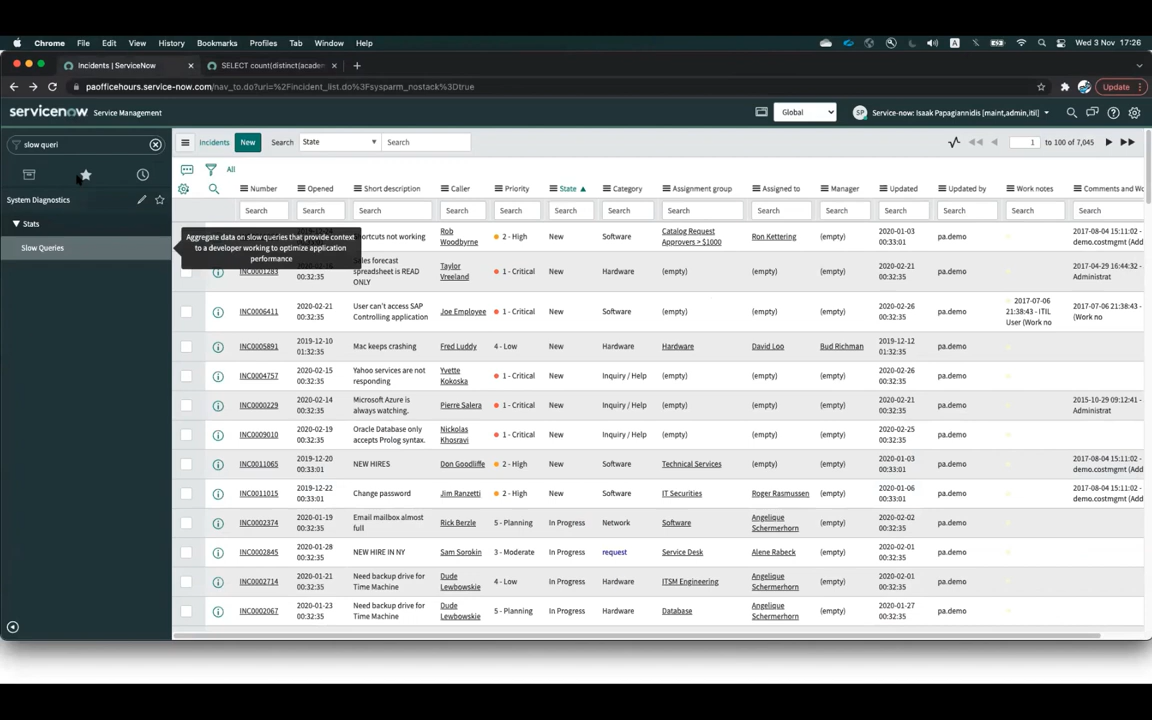 Chrome File Edit View History Bookmarks Profiles Tab Window Help A Wed 3 Nov 17:26
Incidents | ServiceNow SELECT count(distinct(acade
paofficehours.service-now.com/nav_to.do?uri=%2Fincident_list.do%3Fsysparm_nostack%3Dtrue Update
servicenow Service Management Global SP Service-now: Isaak Papagiannidis [maint,admin,itil]
slow queri
Incidents New Search State Search 1 to 100 of 7,045
All
System Diagnostics
Stats
Slow Queries
Aggregate data on slow queries that provide context
to a developer working to optimize application
performance
Number Opened Short description Caller Priority State Category Assignment group Assigned to Manager Updated Updated by Work notes Comments and Wo
Search Search Search Search Search Search Search Search Search Search Search Search Search Search
ortcuts not working Rob Woodbyrne 2 - High New Software Catalog Request Approvers > $1000 Ron Kettering (empty) 2020-01-03 00:33:01 pa.demo 2017-08-04 15:11:02 - demo.costmgmt (Add
INC0001283 00:32:35 ales forecast spreadsheet is READ ONLY Taylor Vreeland 1 - Critical New Hardware (empty) (empty) (empty) 2020-02-21 00:32:35 pa.demo 2017-04-29 16:44:32 - Administrat
INC0006411 2020-02-21 00:32:35 User can't access SAP Controlling application Joe Employee 1 - Critical New Software (empty) (empty) (empty) 2020-02-26 00:32:35 pa.demo 2017-07-06 21:38:43 - ITIL User (Work no 2017-07-06 21:38:43 - (Work no
INC0005891 2019-12-10 01:32:35 Mac keeps crashing Fred Luddy 4 - Low New Hardware Hardware David Loo Bud Richman 2019-12-12 01:32:35 pa.demo
INC0004757 2020-02-15 00:32:35 Yahoo services are not responding Yvette Kokoska 1 - Critical New Inquiry / Help (empty) (empty) (empty) 2020-02-26 00:32:35 pa.demo
INC0000229 2020-02-14 00:32:35 Microsoft Azure is always watching. Pierre Salera 1 - Critical New Inquiry / Help (empty) (empty) (empty) 2020-02-21 00:32:35 pa.demo 2015-10-29 09:12:41 - Administrat
INC0009010 2020-02-19 00:32:35 Oracle Database only accepts Prolog syntax. Nickolas Khosravi 1 - Critical New Inquiry / Help (empty) (empty) (empty) 2020-02-25 00:32:35 pa.demo
INC0011065 2019-12-20 00:33:01 NEW HIRES Don Goodliffe 2 - High New Software Technical Services (empty) (empty) 2020-01-03 00:33:01 pa.demo 2017-08-04 15:11:02 - demo.costmgmt (Add
INC0011015 2019-12-22 00:33:01 Change password Jim Ranzetti 2 - High New Software IT Securities Roger Rasmussen (empty) 2020-01-06 00:33:01 pa.demo 2017-08-04 15:11:02 - demo.costmgmt (Add
INC0002374 2020-01-19 00:32:35 Email mailbox almost full Rick Berzle 5 - Planning In Progress Network Software Angelique Schermerhorn (empty) 2020-02-02 00:32:35 pa.demo
INC0002845 2020-01-28 00:32:35 NEW HIRE IN NY Sam Sorokin 3 - Moderate In Progress request Service Desk Alene Rabeck (empty) 2020-02-01 00:32:35 pa.demo
INC0002714 2020-01-21 00:32:35 Need backup drive for Time Machine Dude Lewbowskie 4 - Low In Progress Hardware ITSM Engineering Angelique Schermerhorn (empty) 2020-02-01 00:32:35 pa.demo
INC0002067 2020-01-23 00:32:35 Need backup drive for Time Machine Dude Lewbowskie 5 - Planning In Progress Hardware Database Angelique Schermerhorn (empty) 2020-01-27 00:32:35 pa.demo